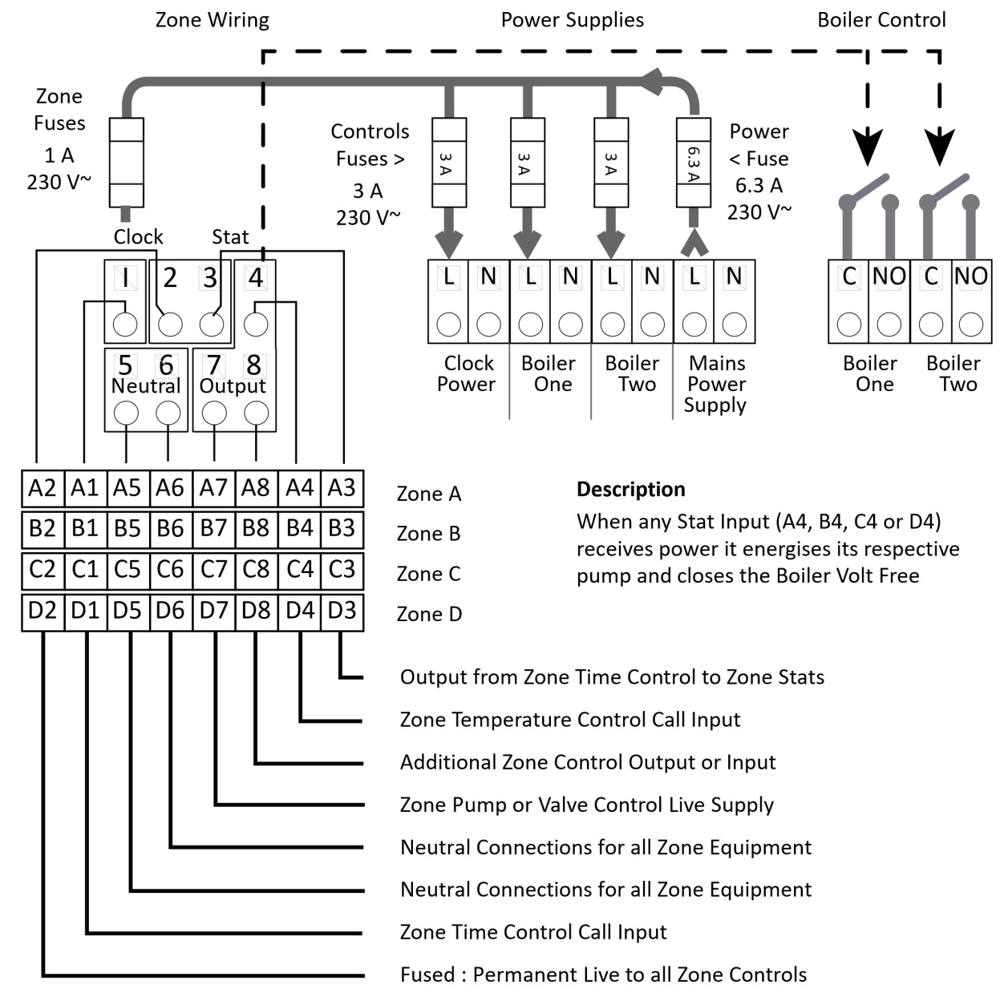 Zone Wiring
Power Supplies
Boiler Control
Zone
Fuses
1 A
230 V~
Controls
Fuses >
3 A
230 V~
3 A
3 A
3 A
6.3 A
Power
< Fuse
6.3 A
230 V~
Clock
Stat
1 2 3 4
5 6 7 8
Neutral
Output
L N L N L N L N
Clock
Power
Boiler
One
Boiler
Two
Mains
Power
Supply
C NO C NO
Boiler
One
Boiler
Two
A2 A1 A5 A6 A7 A8 A4 A3
Zone A
B2 B1 B5 B6 B7 B8 B4 B3
Zone B
C2 C1 C5 C6 C7 C8 C4 C3
Zone C
D2 D1 D5 D6 D7 D8 D4 D3
Zone D
Description
When any Stat Input (A4, B4, C4 or D4)
receives power it energises its respective
pump and closes the Boiler Volt Free
Output from Zone Time Control to Zone Stats
Zone Temperature Control Call Input
Additional Zone Control Output or Input
Zone Pump or Valve Control Live Supply
Neutral Connections for all Zone Equipment
Neutral Connections for all Zone Equipment
Zone Time Control Call Input
Fused : Permanent Live to all Zone Controls